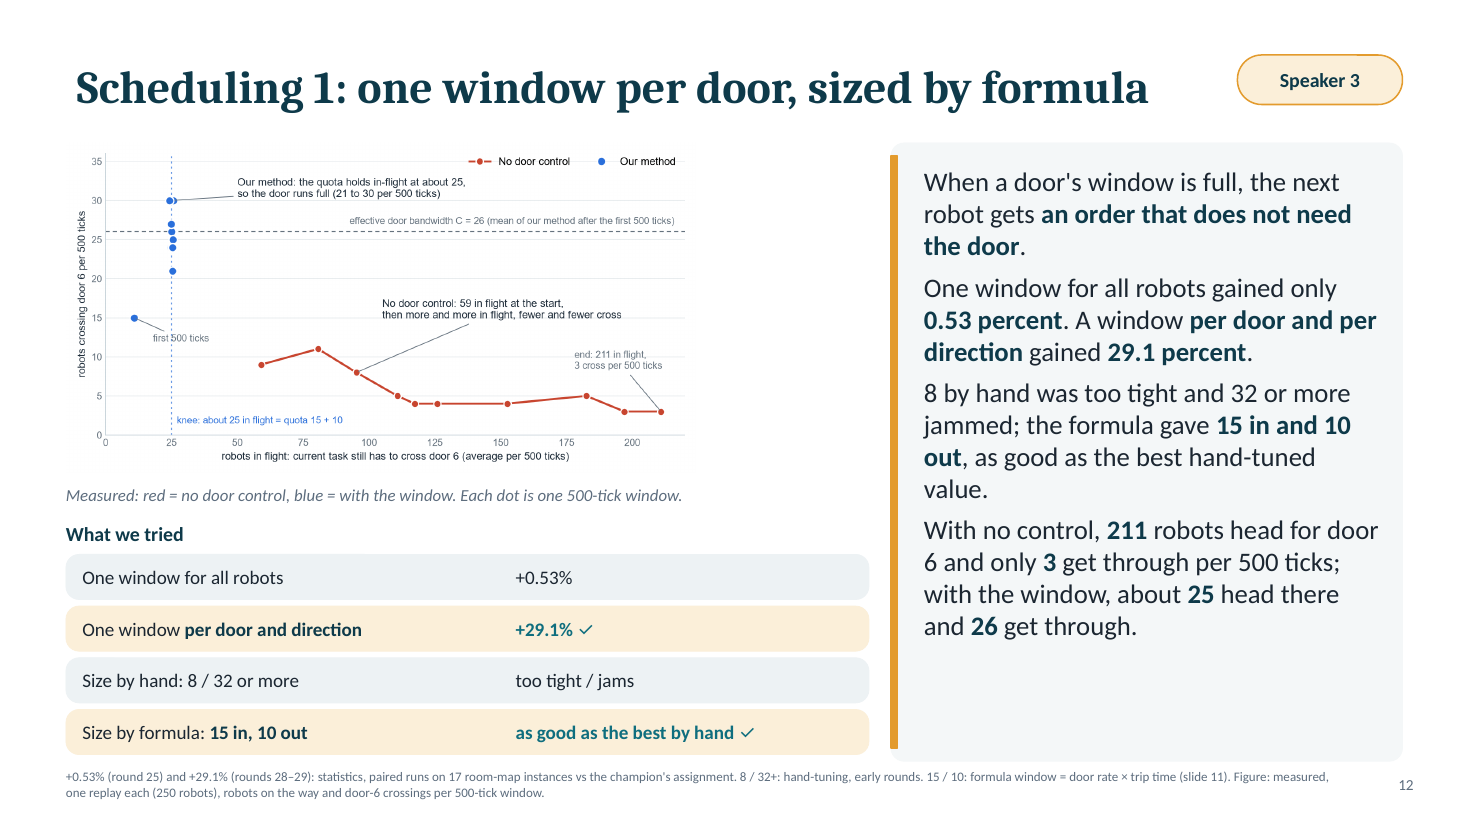 Scheduling 1: one window per door, sized by formula
Speaker 3
No door control
Our method
Our method: the quota holds in-flight at about 25,
so the door runs full (21 to 30 per 500 ticks)
effective door bandwidth C = 26 (mean of our method after the first 500 ticks)
No door control: 59 in flight at the start,
then more and more in flight, fewer and fewer cross
first 500 ticks
end: 211 in flight,
3 cross per 500 ticks
knee: about 25 in flight = quota 15 + 10
robots crossing door 6 per 500 ticks
35
30
25
20
15
10
5
0
0 25 50 75 100 125 150 175 200
robots in flight: current task still has to cross door 6 (average per 500 ticks)
Measured: red = no door control, blue = with the window. Each dot is one 500-tick window.
What we tried
One window for all robots +0.53%
One window per door and direction +29.1% ✓
Size by hand: 8 / 32 or more too tight / jams
Size by formula: 15 in, 10 out as good as the best by hand ✓
When a door's window is full, the next
robot gets an order that does not need
the door.
One window for all robots gained only
0.53 percent. A window per door and per
direction gained 29.1 percent.
8 by hand was too tight and 32 or more
jammed; the formula gave 15 in and 10
out, as good as the best hand-tuned
value.
With no control, 211 robots head for door
6 and only 3 get through per 500 ticks;
with the window, about 25 head there
and 26 get through.
+0.53% (round 25) and +29.1% (rounds 28–29): statistics, paired runs on 17 room-map instances vs the champion's assignment. 8 / 32+: hand-tuning, early rounds. 15 / 10: formula window = door rate × trip time (slide 11). Figure: measured,
one replay each (250 robots), robots on the way and door-6 crossings per 500-tick window.
12